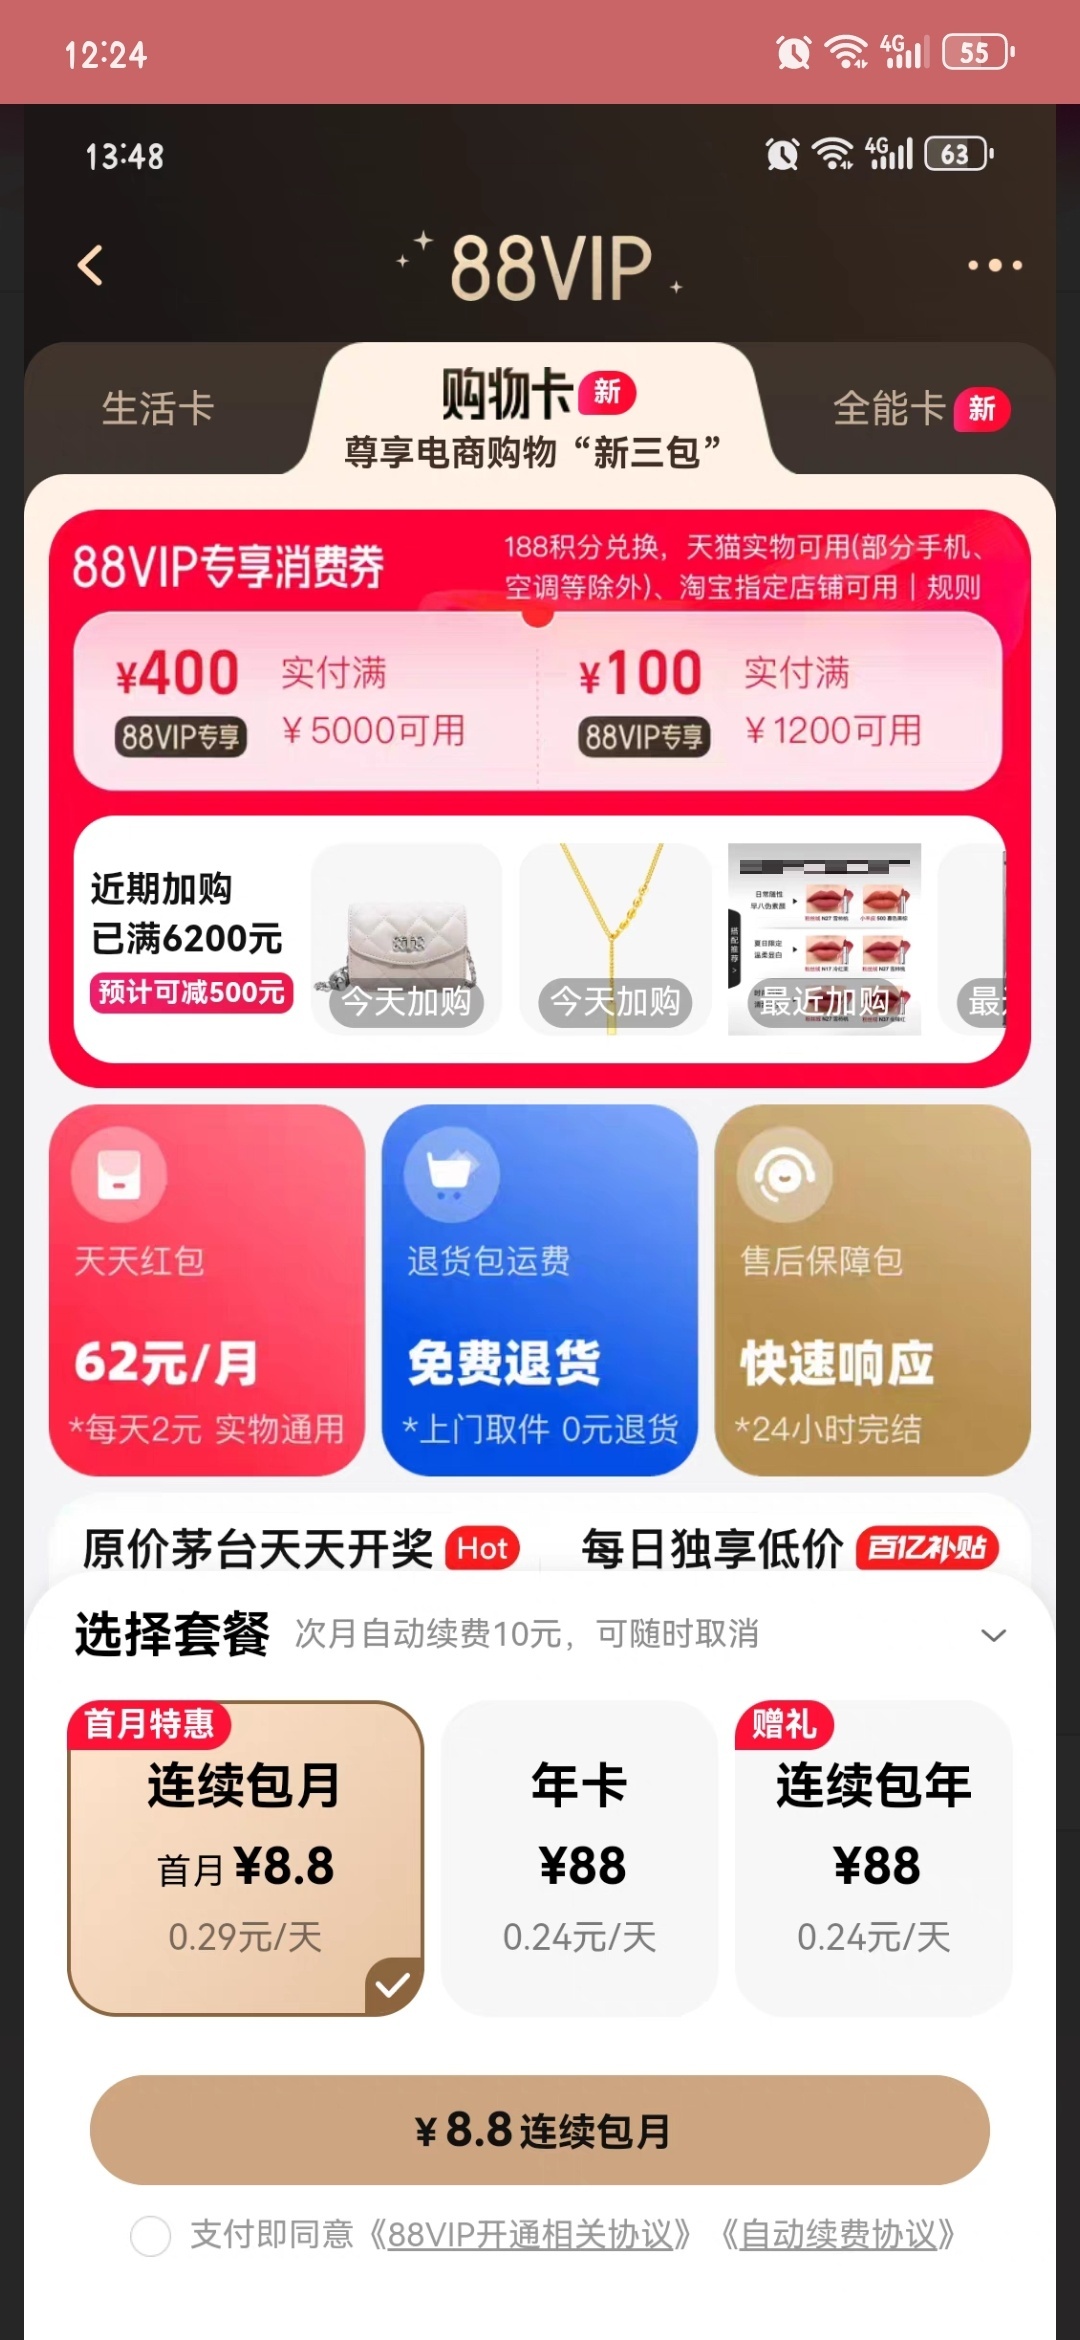 12:24
4G
55
13:48
4G
63
88VIP
生活卡
购物卡 新
全能卡 新
尊享电商购物“新三包”
88VIP专享消费券
188积分兑换，天猫实物可用(部分手机、
空调等除外)、淘宝指定店铺可用｜规则
¥400 实付满
88VIP专享 ¥5000可用
¥100 实付满
88VIP专享 ¥1200可用
近期加购
已满6200元
预计可减500元
今天加购
今天加购
搭配推荐 >
最近加购
最
天天红包
62元/月
*每天2元 实物通用
退货包运费
免费退货
*上门取件 0元退货
售后保障包
快速响应
*24小时完结
原价茅台天天开奖 Hot
每日独享低价 百亿补贴
选择套餐 次月自动续费10元，可随时取消
首月特惠
连续包月
首月 ¥8.8
0.29元/天
年卡
¥88
0.24元/天
赠礼
连续包年
¥88
0.24元/天
¥8.8连续包月
支付即同意《88VIP开通相关协议》《自动续费协议》